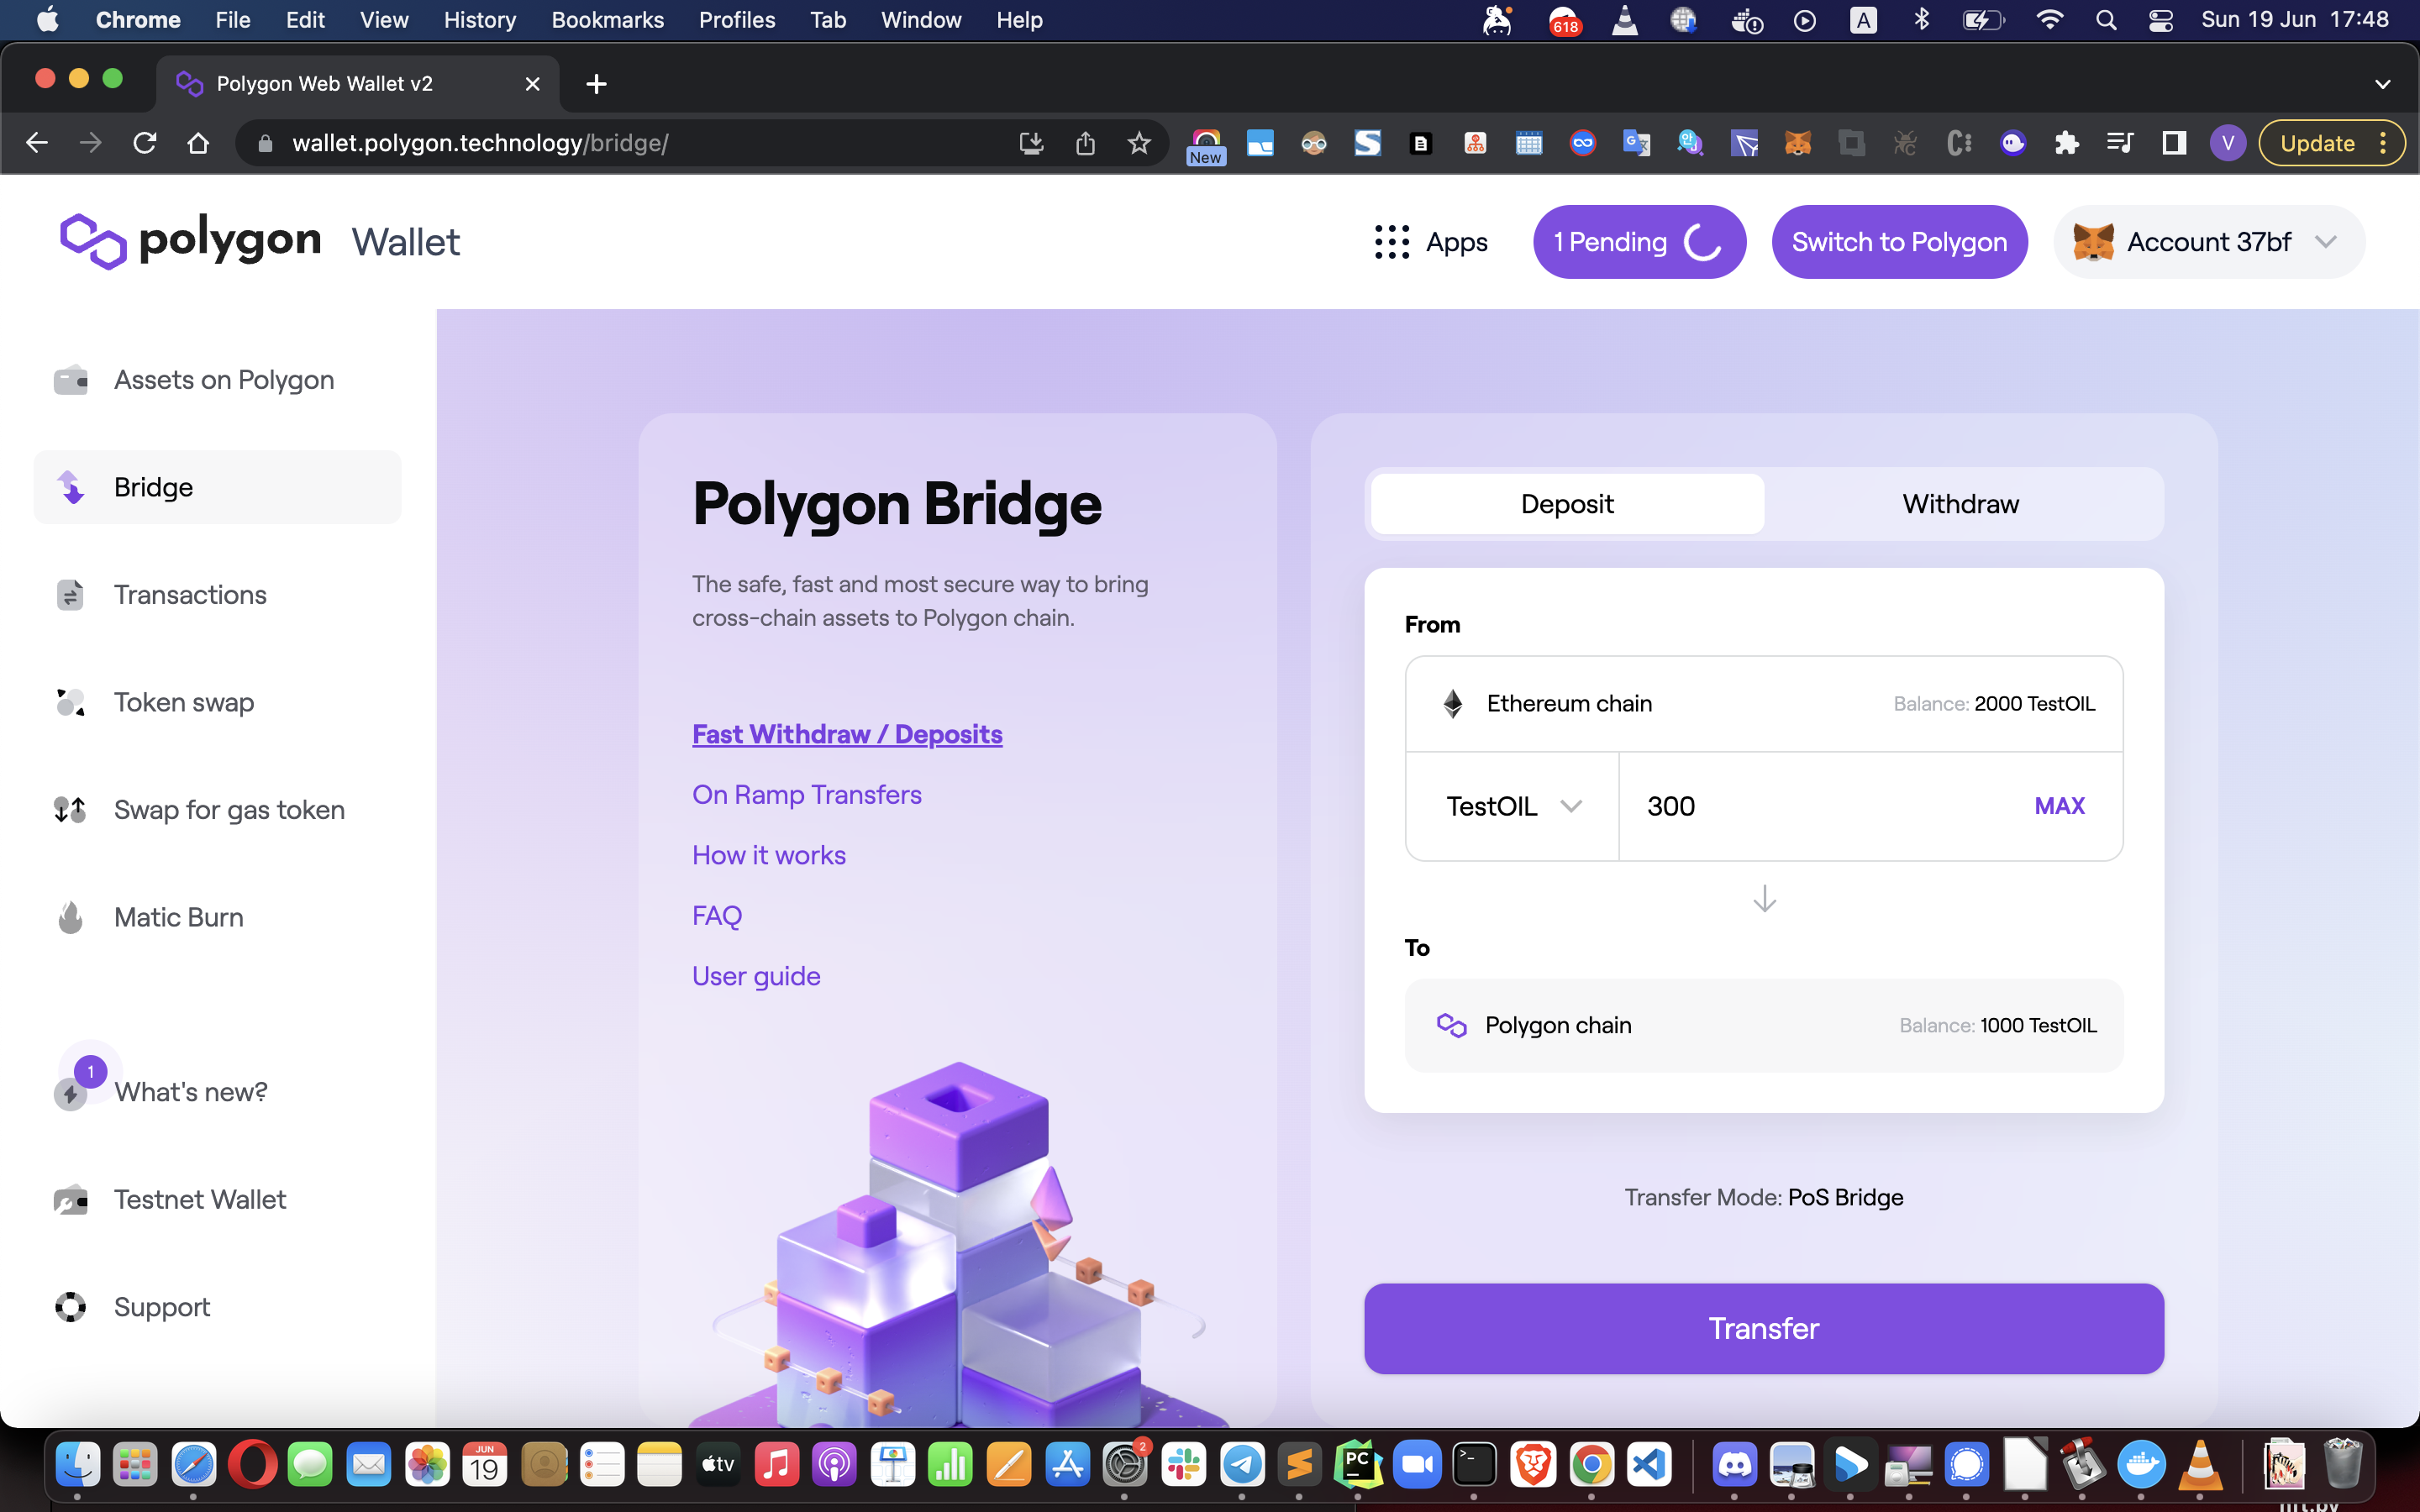 Chrome File Edit View History Bookmarks Profiles Tab Window Help
618
A
Sun 19 Jun 17:48
Polygon Web Wallet v2
wallet.polygon.technology/bridge/
New
V
Update
polygon Wallet
Apps
1 Pending
Switch to Polygon
Account 37bf
Assets on Polygon
Bridge
Transactions
Token swap
Swap for gas token
Matic Burn
1
What's new?
Testnet Wallet
Support
Polygon Bridge
The safe, fast and most secure way to bring
cross-chain assets to Polygon chain.
Fast Withdraw / Deposits
On Ramp Transfers
How it works
FAQ
User guide
Deposit Withdraw
From
Ethereum chain Balance: 2000 TestOIL
TestOIL 300 MAX
To
Polygon chain Balance: 1000 TestOIL
Transfer Mode: PoS Bridge
Transfer
JUN
19
tv
2
PC